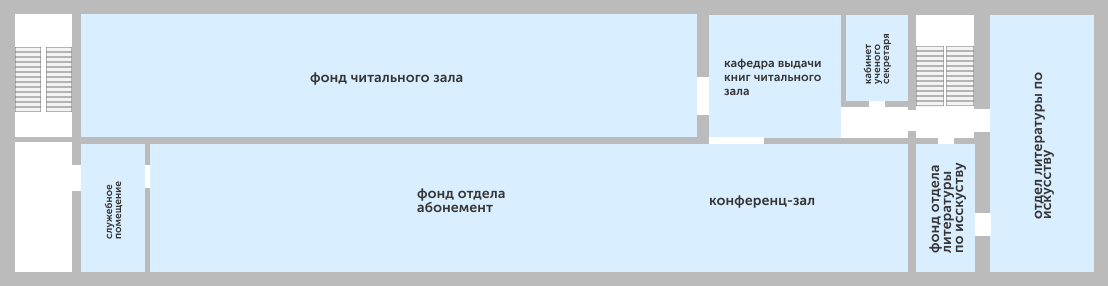 фонд читального зала
кафедра выдачи
книг читального
зала
кабинет
ученого
секретаря
служебное
помещение
фонд отдела
абонемент
конференц-зал
фонд отдела
литературы
по исскуству
отдел литературы по
искусству